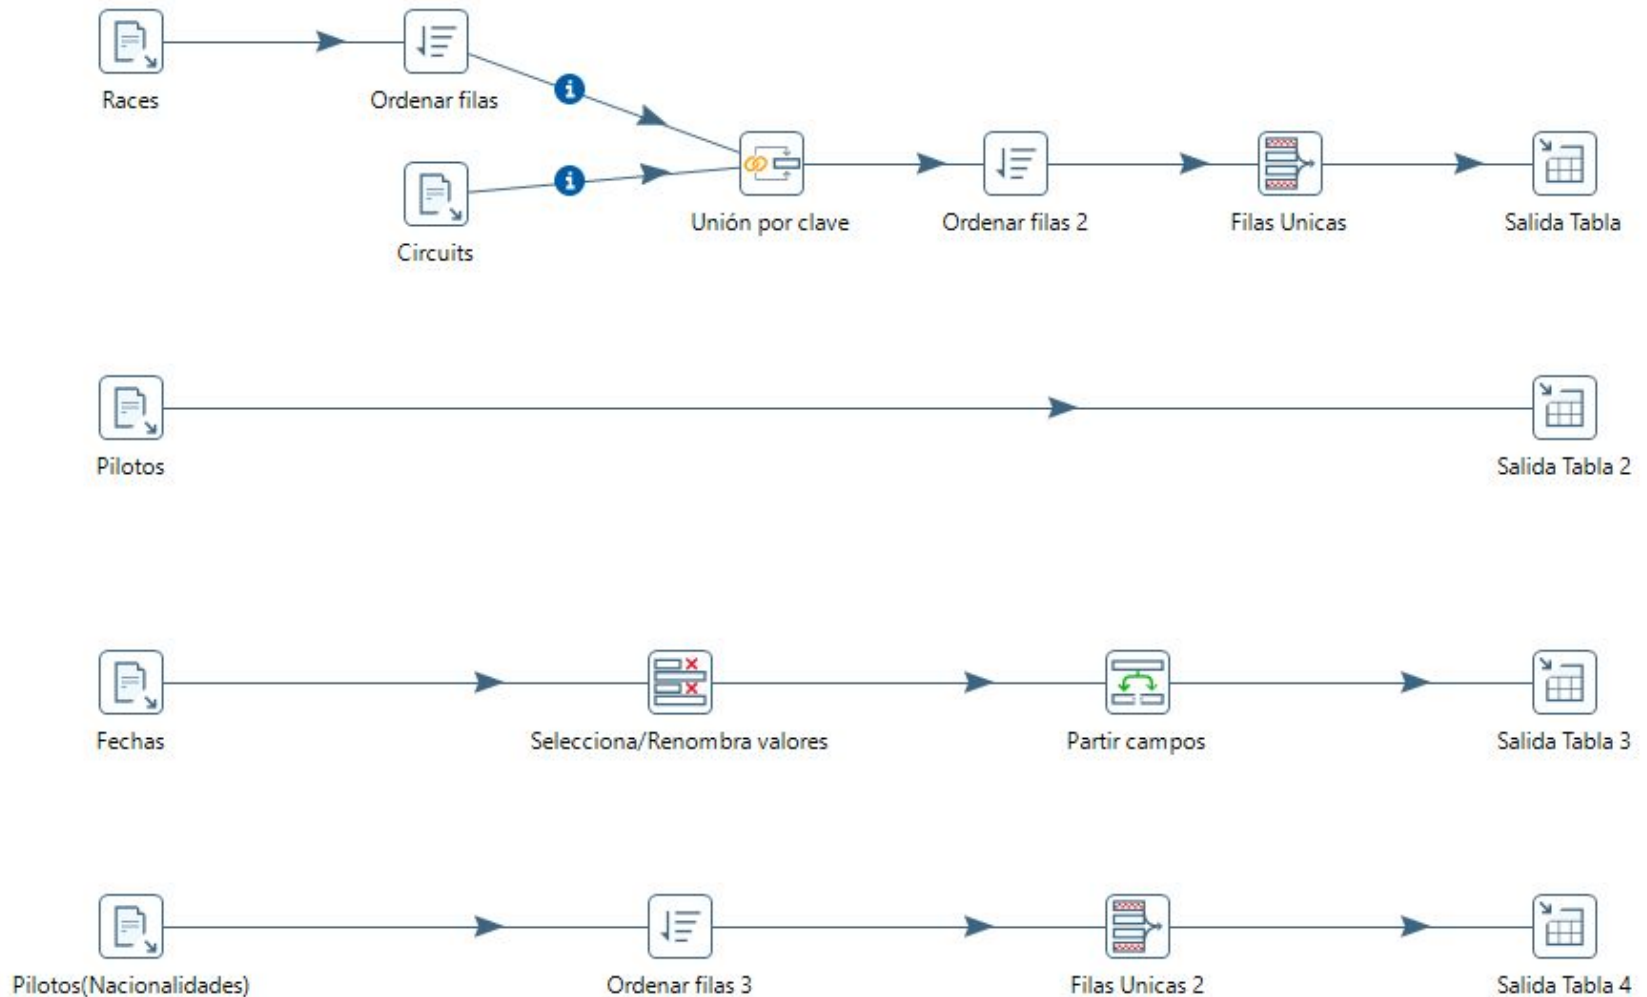 Races
Ordenar filas
Circuits
Unión por clave
Ordenar filas 2
Filas Unicas
Salida Tabla
Pilotos
Salida Tabla 2
Fechas
Selecciona/Renombra valores
Partir campos
Salida Tabla 3
Pilotos(Nacionalidades)
Ordenar filas 3
Filas Unicas 2
Salida Tabla 4